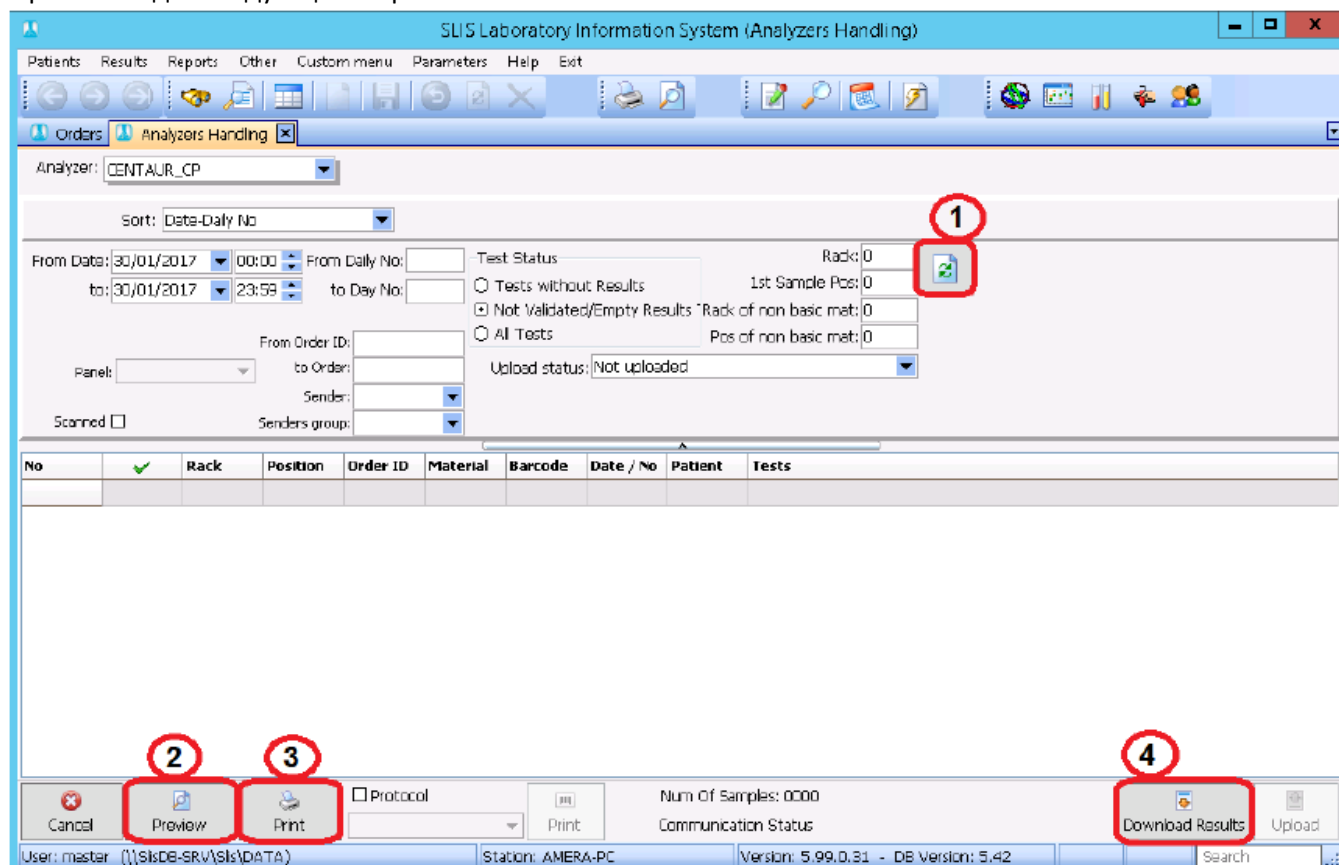 SLIS Laboratory Information System (Analyzers Handling)
Patients Results Reports Other Custom menu Parameters Help Exit
Orders Analyzers Handling
Analyzer: CENTAUR_CP
Sort: Date-Daily No
1
From Date: 30/01/2017 00:00 From Daily No:
to: 30/01/2017 23:59 to Day No:
From Order ID:
Panel: to Order:
Sender:
Scanned Senders group:
Test Status
Tests without Results
Not Validated/Empty Results
All Tests
Upload status: Not uploaded
Rack: 0
1st Sample Pos: 0
Rack of non basic mat: 0
Pos of non basic mat: 0
No Rack Position Order ID Material Barcode Date / No Patient Tests
2 3 4
Cancel Preview Print Protocol Print Num Of Samples: 0000
Communication Status
Download Results Upload
User: master (\\SlisDB-SRV\Slis\DATA) Station: AMERA-PC Version: 5.99.0.31 - DB Version: 5.42 Search